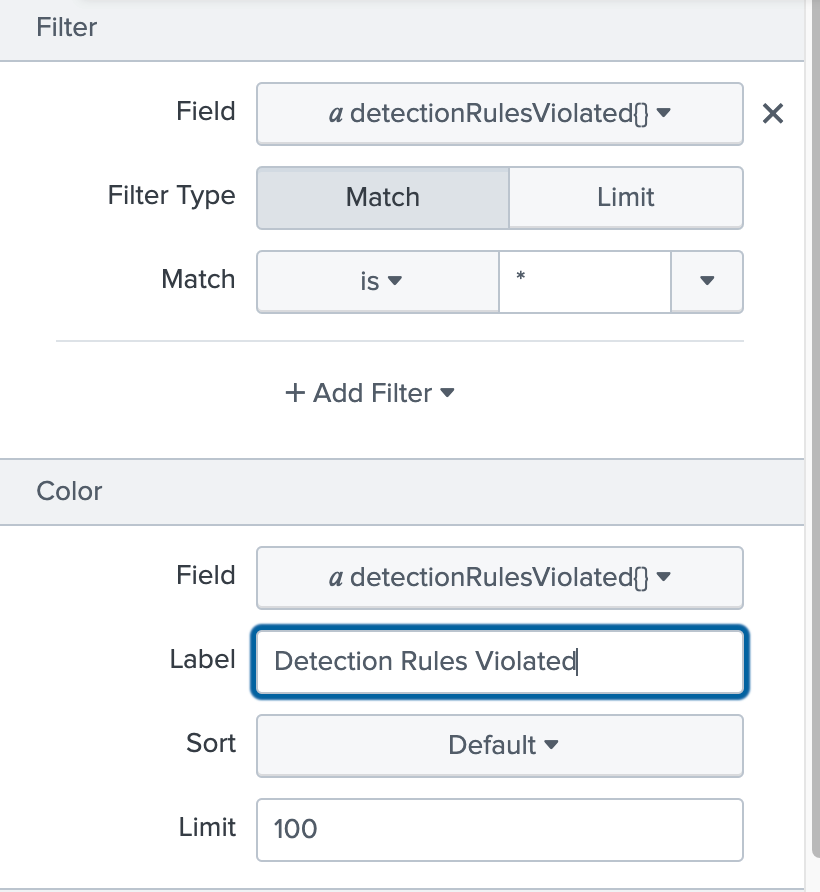 Filter
Field a detectionRulesViolated{}
Filter Type Match Limit
Match is *
+ Add Filter
Color
Field a detectionRulesViolated{}
Label Detection Rules Violated
Sort Default
Limit 100